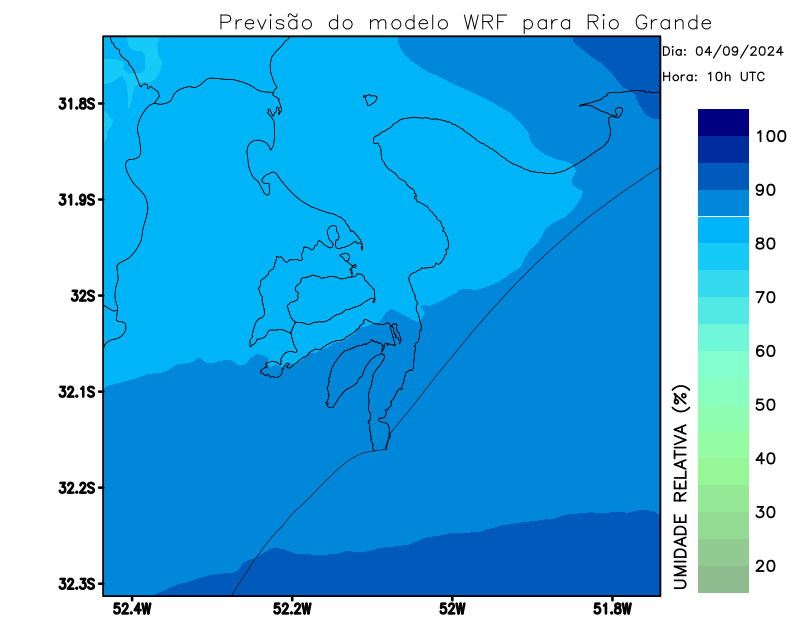 Previsão do modelo WRF para Rio Grande
Dia: 04/09/2024
Hora: 10h UTC
31.8S
31.9S
32S
32.1S
32.2S
32.3S
52.4W
52.2W
52W
51.8W
100
90
80
70
60
50
40
30
20
UMIDADE RELATIVA (%)